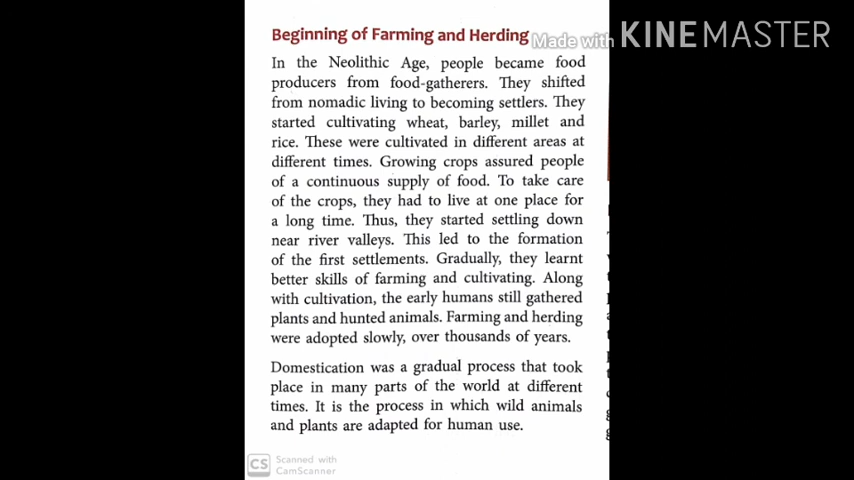 Beginning of Farming and Herding
Made with KINEMASTER
In the Neolithic Age, people became food
producers from food-gatherers. They shifted
from nomadic living to becoming settlers. They
started cultivating wheat, barley, millet and
rice. These were cultivated in different areas at
different times. Growing crops assured people
of a continuous supply of food. To take care
of the crops, they had to live at one place for
a long time. Thus, they started settling down
near river valleys. This led to the formation
of the first settlements. Gradually, they learnt
better skills of farming and cultivating. Along
with cultivation, the early humans still gathered
plants and hunted animals. Farming and herding
were adopted slowly, over thousands of years.
Domestication was a gradual process that took
place in many parts of the world at different
times. It is the process in which wild animals
and plants are adapted for human use.
CS Scanned with
CamScanner